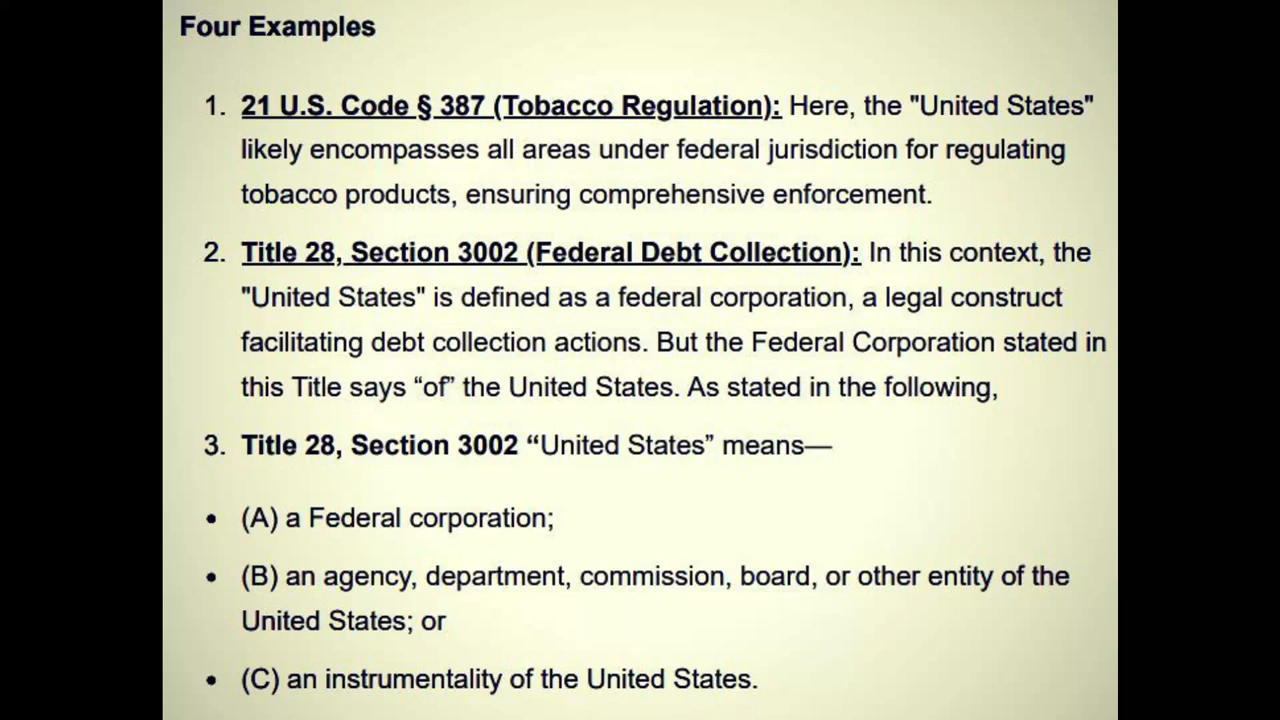 Four Examples
1. 21 U.S. Code § 387 (Tobacco Regulation): Here, the "United States"
likely encompasses all areas under federal jurisdiction for regulating
tobacco products, ensuring comprehensive enforcement.
2. Title 28, Section 3002 (Federal Debt Collection): In this context, the
"United States" is defined as a federal corporation, a legal construct
facilitating debt collection actions. But the Federal Corporation stated in
this Title says “of” the United States. As stated in the following,
3. Title 28, Section 3002 “United States” means—
• (A) a Federal corporation;
• (B) an agency, department, commission, board, or other entity of the
United States; or
• (C) an instrumentality of the United States.